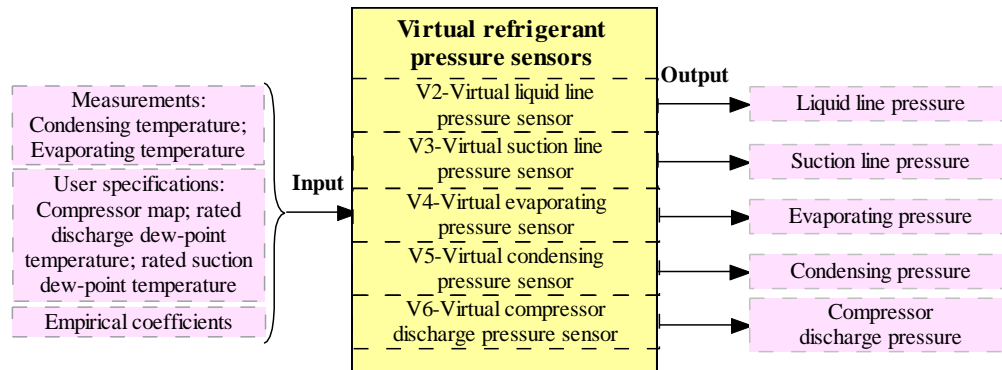 Measurements:
Condensing temperature;
Evaporating temperature
User specifications:
Compressor map; rated
discharge dew-point
temperature; rated suction
dew-point temperature
Empirical coefficients
Input
Virtual refrigerant
pressure sensors
V2-Virtual liquid line
pressure sensor
V3-Virtual suction line
pressure sensor
V4-Virtual evaporating
pressure sensor
V5-Virtual condensing
pressure sensor
V6-Virtual compressor
discharge pressure sensor
Output
Liquid line pressure
Suction line pressure
Evaporating pressure
Condensing pressure
Compressor
discharge pressure